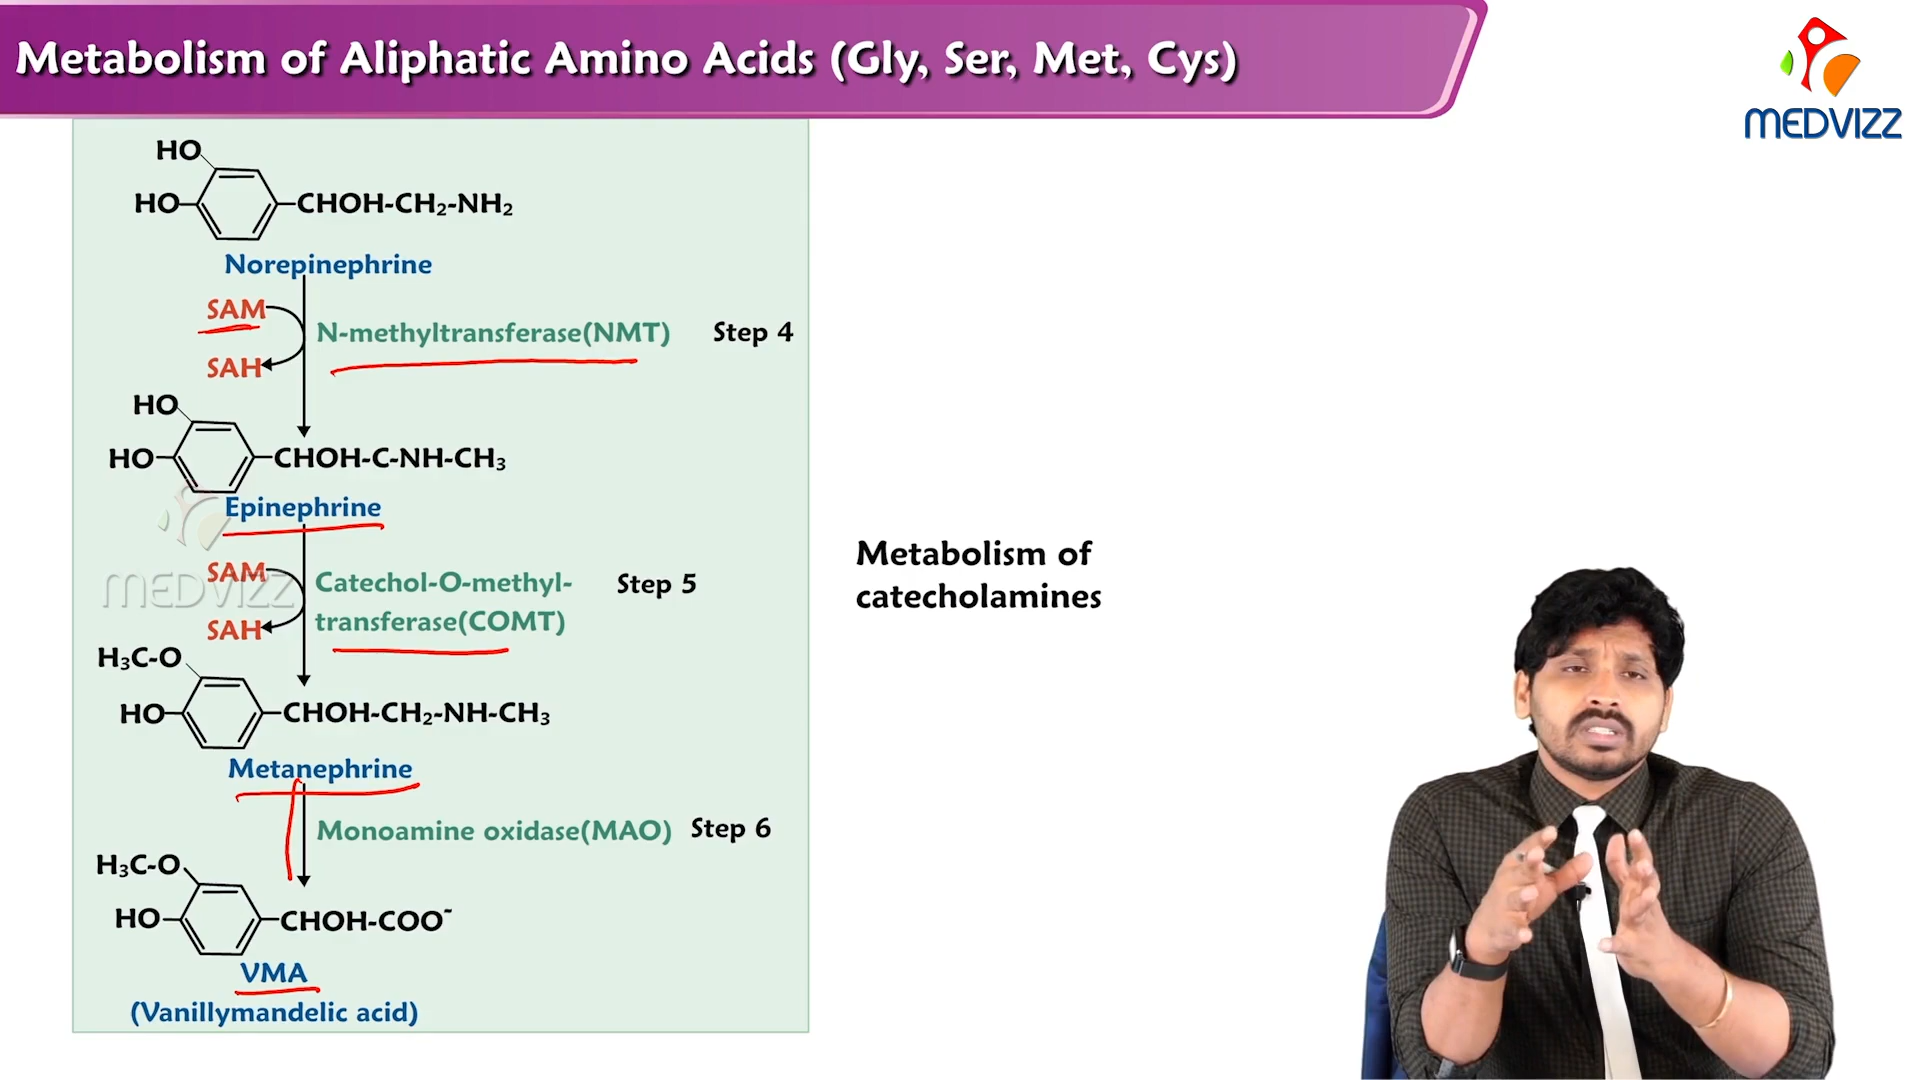 Metabolism of Aliphatic Amino Acids (Gly, Ser, Met, Cys)
MEDVIZZ
HO
HO
CHOH-CH₂-NH₂
Norepinephrine
SAM
N-methyltransferase(NMT)
Step 4
SAH
HO
HO
CHOH-C-NH-CH₃
Epinephrine
MEDVIZZ
SAM
Catechol-O-methyl-
transferase(COMT)
Step 5
SAH
H₃C-O
HO
CHOH-CH₂-NH-CH₃
Metanephrine
Monoamine oxidase(MAO)
Step 6
H₃C-O
HO
CHOH-COO⁻
VMA
(Vanillymandelic acid)
Metabolism of
catecholamines